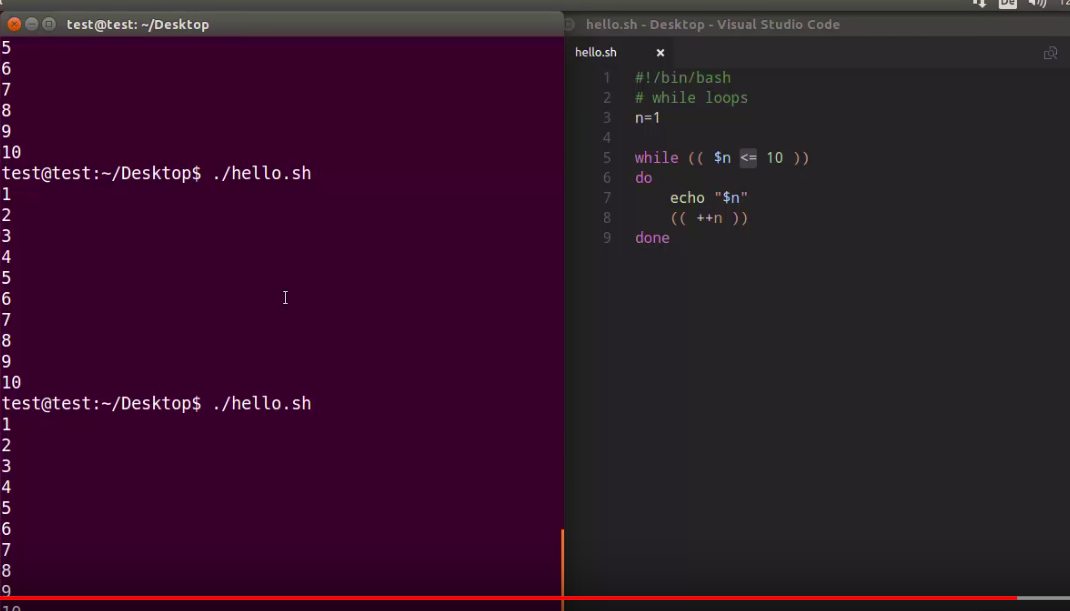 test@test: ~/Desktop
5
6
7
8
9
10
test@test:~/Desktop$ ./hello.sh
1
2
3
4
5
6
7
8
9
10
test@test:~/Desktop$ ./hello.sh
1
2
3
4
5
6
7
8
9
10
De
hello.sh - Desktop - Visual Studio Code
hello.sh ×
1 #!/bin/bash
2 # while loops
3 n=1
4
5 while (( $n <= 10 ))
6 do
7     echo "$n"
8     (( ++n ))
9 done